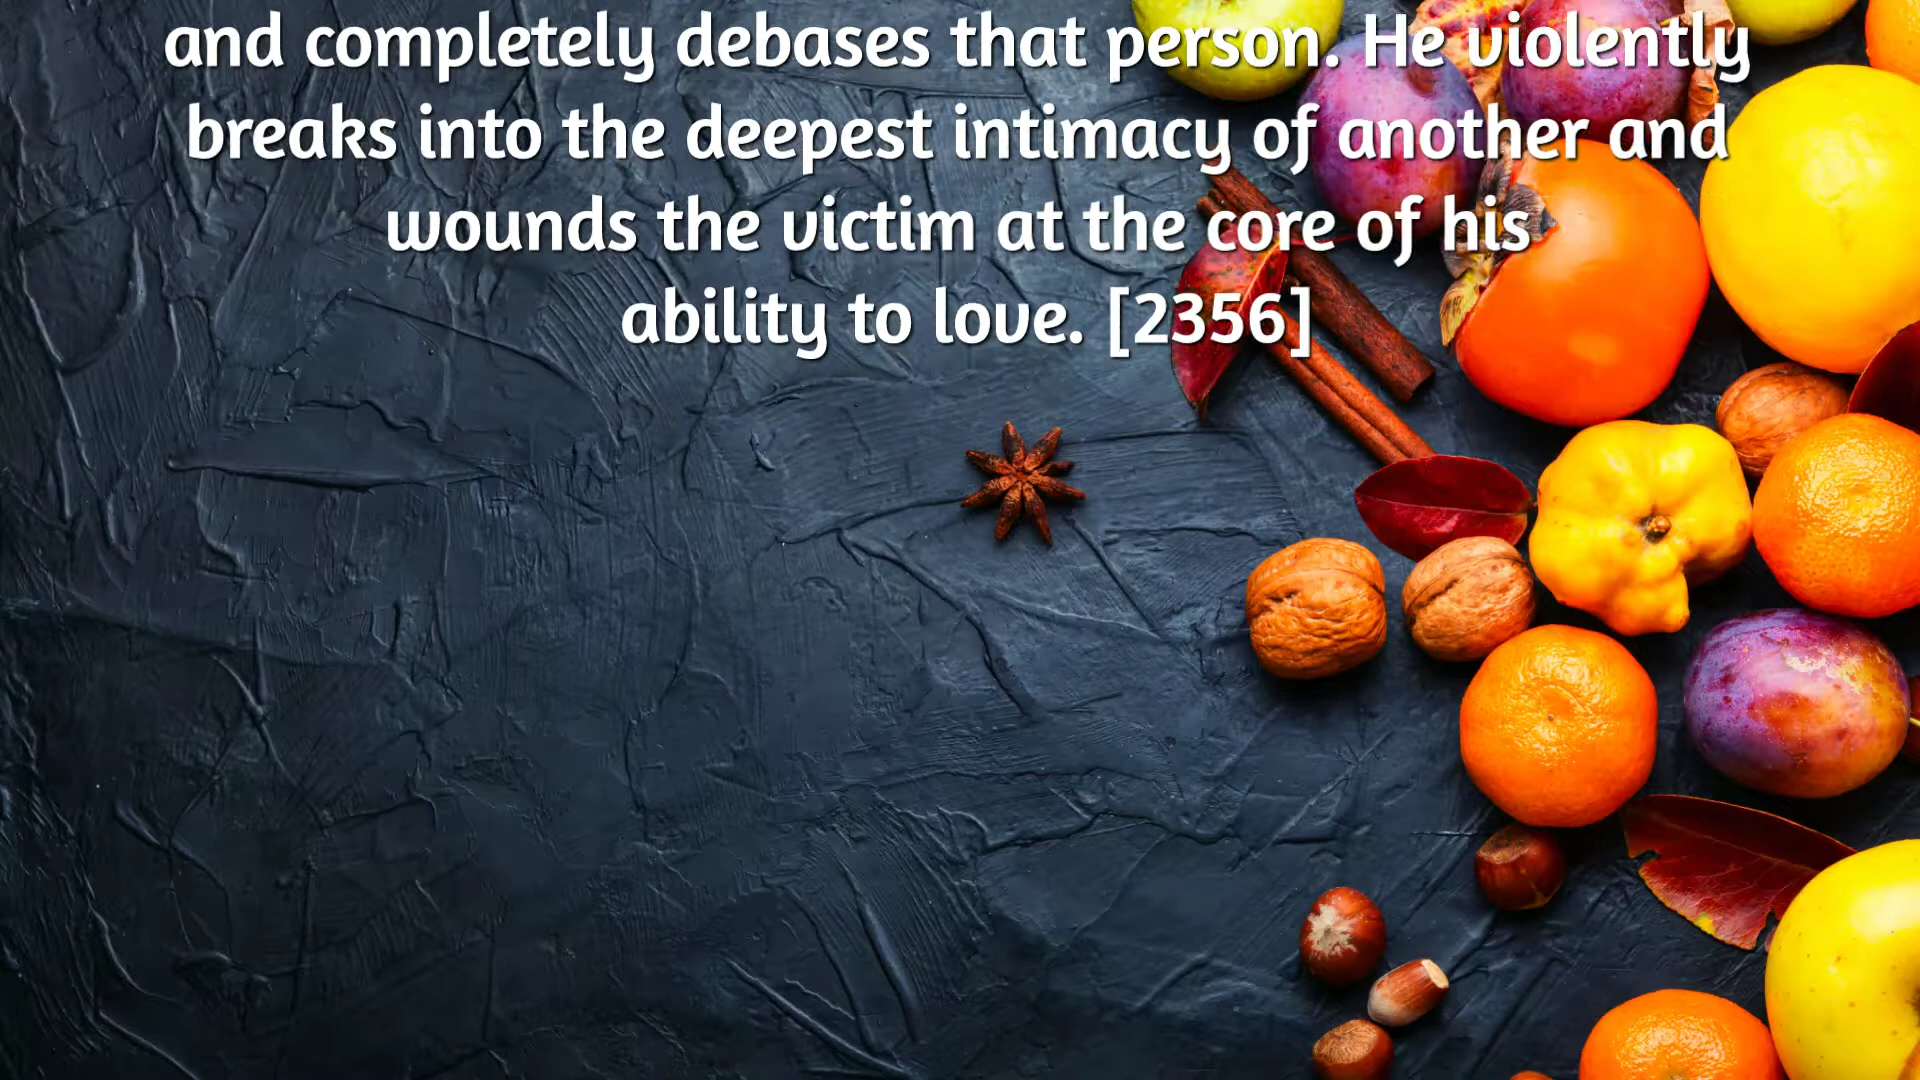 and completely debases that person. He violently
breaks into the deepest intimacy of another and
wounds the victim at the core of his
ability to love. [2356]